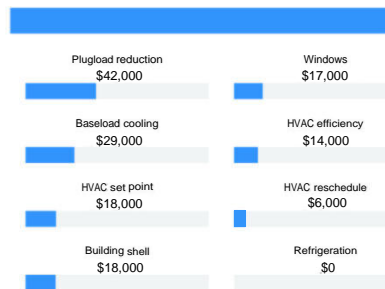 Plugload reduction
$42,000
Windows
$17,000
Baseload cooling
$29,000
HVAC efficiency
$14,000
HVAC set point
$18,000
HVAC reschedule
$6,000
Building shell
$18,000
Refrigeration
$0